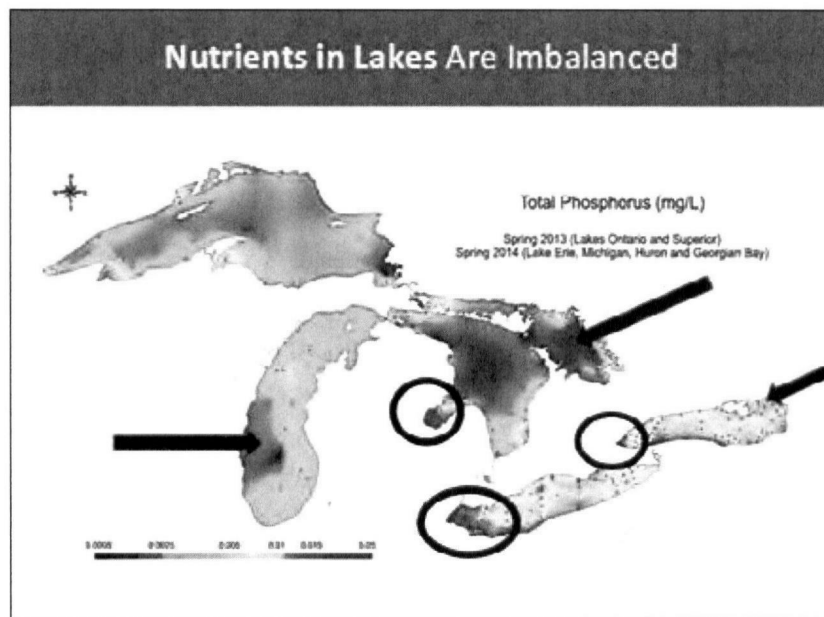 Nutrients in Lakes Are Imbalanced
Total Phosphorus (mg/L)
Spring 2013 (Lakes Ontario and Superior)
Spring 2014 (Lake Erie, Michigan, Huron and Georgian Bay)
0.0005 0.0025 0.005 0.01 0.015 0.05